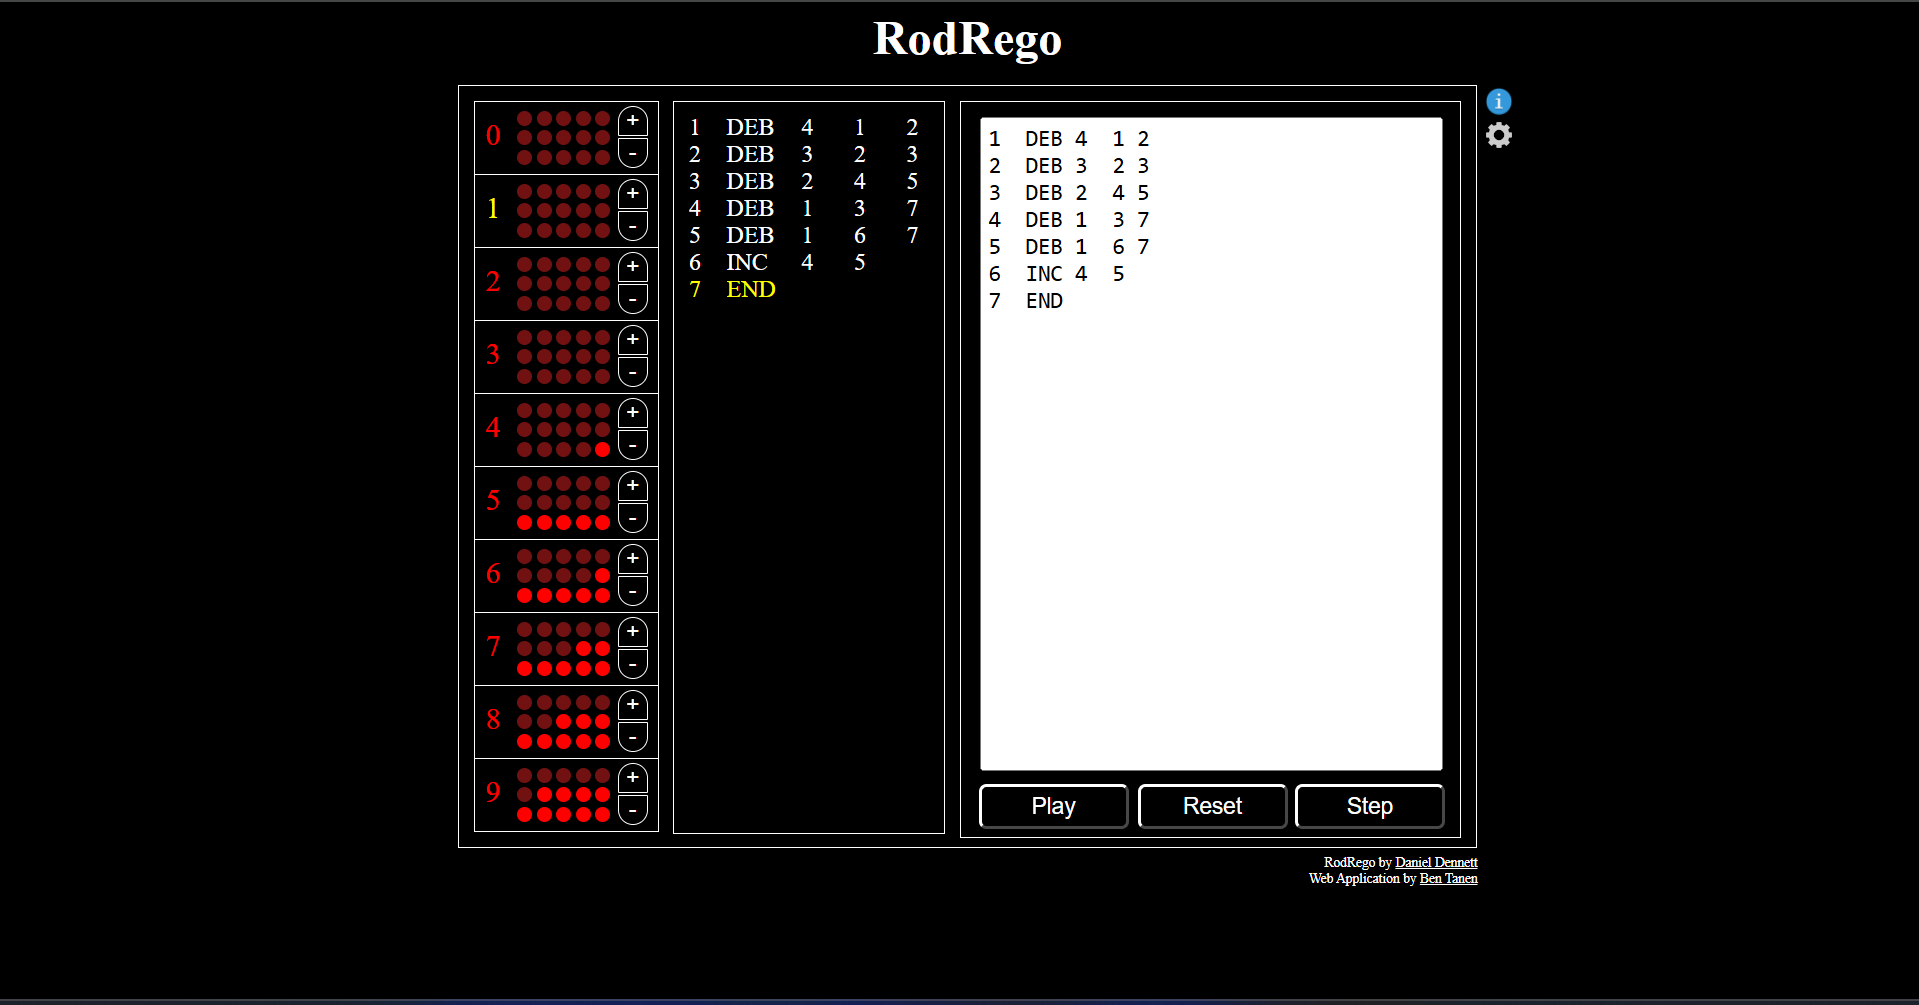 RodRego
0 + -
1 + -
2 + -
3 + -
4 + -
5 + -
6 + -
7 + -
8 + -
9 + -
1 DEB 4 1 2
2 DEB 3 2 3
3 DEB 2 4 5
4 DEB 1 3 7
5 DEB 1 6 7
6 INC 4 5
7 END
1 DEB 4 1 2
2 DEB 3 2 3
3 DEB 2 4 5
4 DEB 1 3 7
5 DEB 1 6 7
6 INC 4 5
7 END
Play Reset Step
i
RodRego by Daniel Dennett
Web Application by Ben Tanen